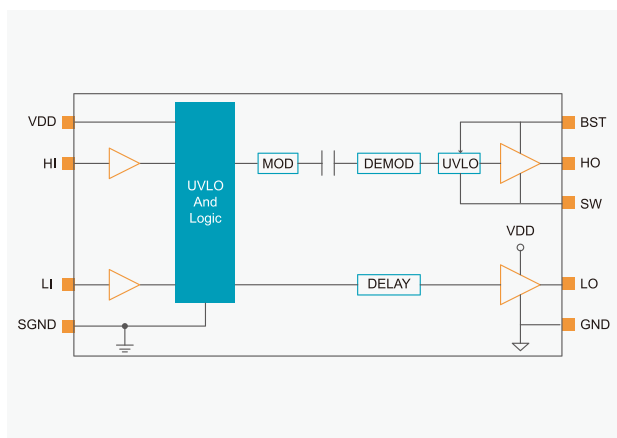 VDD
BST
HI
MOD
DEMOD
UVLO
HO
UVLO
And
Logic
SW
VDD
LI
DELAY
LO
SGND
GND